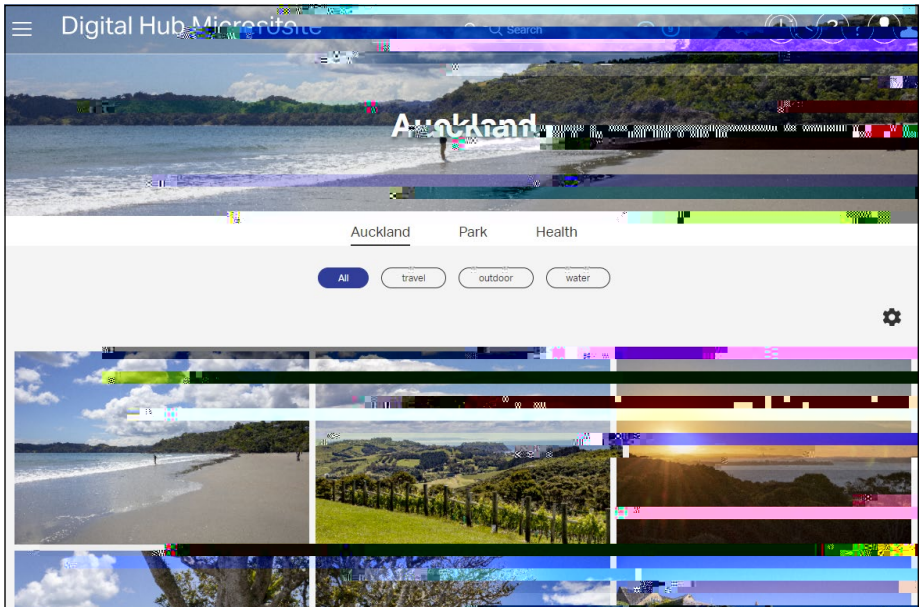 Digital Hub Microsite
Search
Auckland
Auckland Park Health
All travel outdoor water